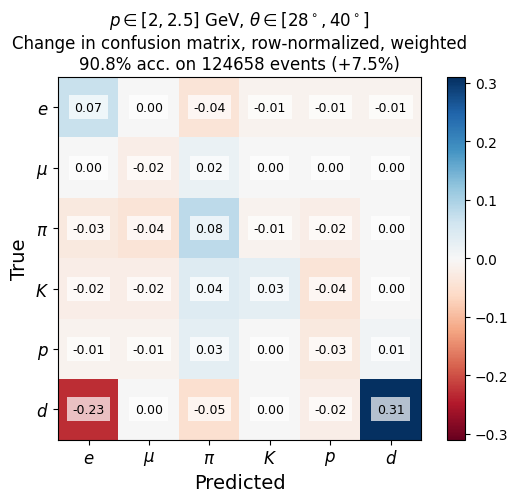 p ∈ [2, 2.5] GeV, θ ∈ [28°, 40°]
Change in confusion matrix, row-normalized, weighted
90.8% acc. on 124658 events (+7.5%)
e 0.07 0.00 -0.04 -0.01 -0.01 -0.01
μ 0.00 -0.02 0.02 0.00 0.00 0.00
π -0.03 -0.04 0.08 -0.01 -0.02 0.00
K -0.02 -0.02 0.04 0.03 -0.04 0.00
p -0.01 -0.01 0.03 0.00 -0.03 0.01
d -0.23 0.00 -0.05 0.00 -0.02 0.31
e μ π K p d
Predicted
True
0.3
0.2
0.1
0.0
−0.1
−0.2
−0.3